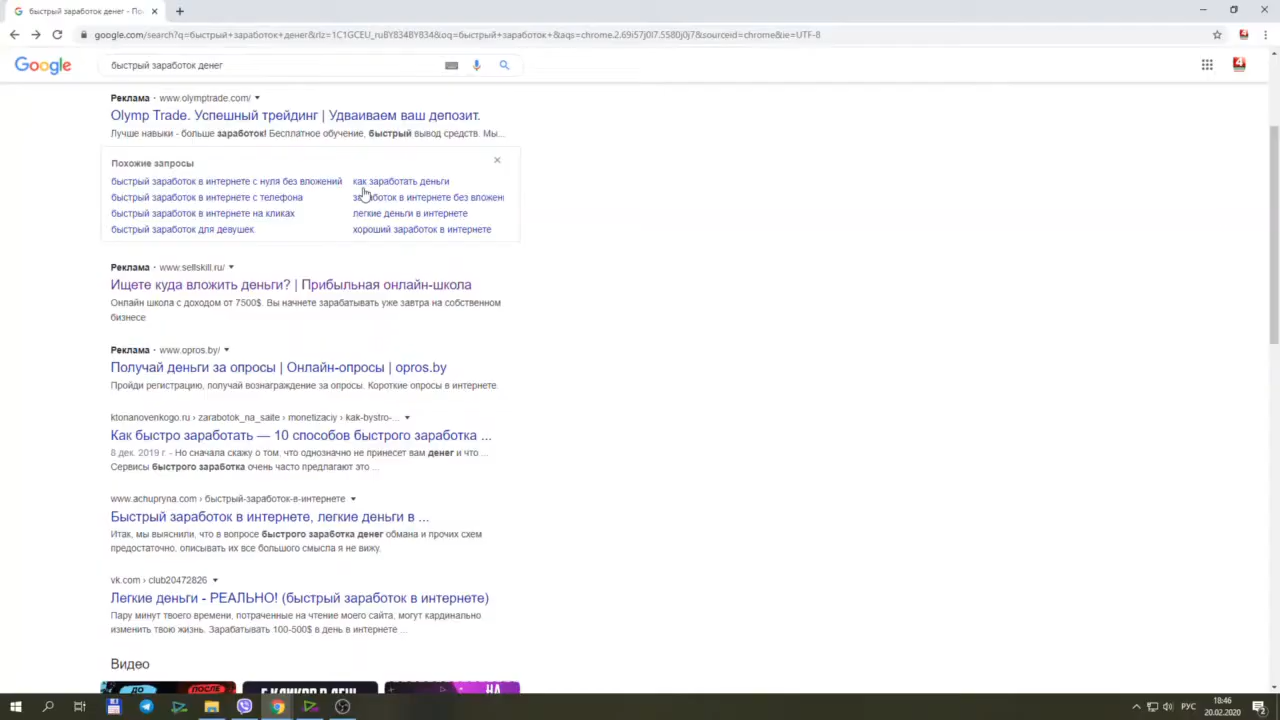 быстрый заработок денег - По
google.com/search?q=быстрый+заработок+денег&rlz=1C1GCEU_ruBY834BY834&oq=быстрый+заработок+&aqs=chrome.2.69i57j0l7.5580j0j7&sourceid=chrome&ie=UTF-8
Google
быстрый заработок денег
Реклама · www.olymptrade.com/
Olymp Trade. Успешный трейдинг | Удваиваем ваш депозит.
Лучше навыки - больше заработок! Бесплатное обучение, быстрый вывод средств. Мы...
Похожие запросы
быстрый заработок в интернете с нуля без вложений
как заработать деньги
быстрый заработок в интернете с телефона
заработок в интернете без вложени
быстрый заработок в интернете на кликах
легкие деньги в интернете
быстрый заработок для девушек
хороший заработок в интернете
Реклама · www.sellskill.ru/
Ищете куда вложить деньги? | Прибыльная онлайн-школа
Онлайн школа с доходом от 7500$. Вы начнете зарабатывать уже завтра на собственном
бизнесе
Реклама · www.opros.by/
Получай деньги за опросы | Онлайн-опросы | opros.by
Пройди регистрацию, получай вознаграждение за опросы. Короткие опросы в интернете.
ktonanovenkogo.ru › zarabotok_na_saite › monetizaciy › kak-bystro-...
Как быстро заработать — 10 способов быстрого заработка ...
8 дек. 2019 г. - Но сначала скажу о том, что однозначно не принесет вам денег и что ...
Сервисы быстрого заработка очень часто предлагают это ...
www.achupryna.com › быстрый-заработок-в-интернете
Быстрый заработок в интернете, легкие деньги в ...
Итак, мы выяснили, что в вопросе быстрого заработка денег обмана и прочих схем
предостаточно, описывать их все большого смысла я не вижу.
vk.com › club20472826
Легкие деньги - РЕАЛЬНО! (быстрый заработок в интернете)
Пару минут твоего времени, потраченные на чтение моего сайта, могут кардинально
изменить твою жизнь. Зарабатывать 100-500$ в день в интернете ...
Видео
ДО
ПОСЛЕ
НА
РУС
18:46
20.02.2020
2